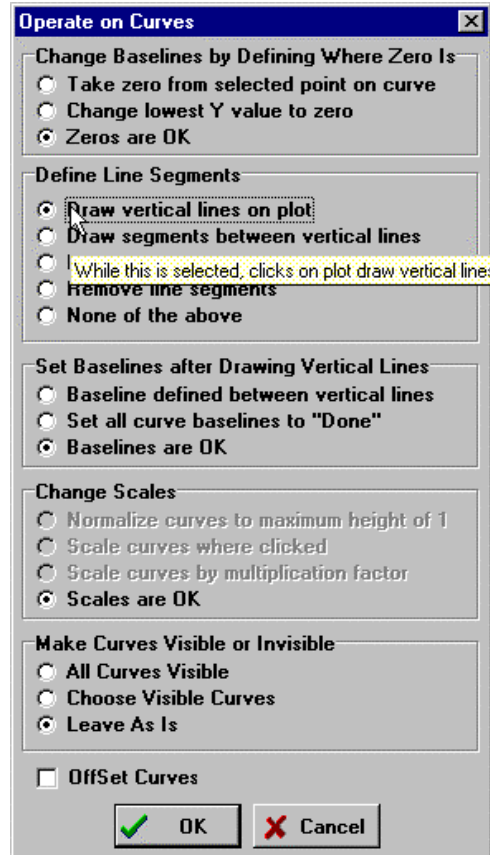 Operate on Curves
Change Baselines by Defining Where Zero Is
Take zero from selected point on curve
Change lowest Y value to zero
Zeros are OK
Define Line Segments
Draw vertical lines on plot
Draw segments between vertical lines
While this is selected, clicks on plot draw vertical lines
Remove line segments
None of the above
Set Baselines after Drawing Vertical Lines
Baseline defined between vertical lines
Set all curve baselines to "Done"
Baselines are OK
Change Scales
Normalize curves to maximum height of 1
Scale curves where clicked
Scale curves by multiplication factor
Scales are OK
Make Curves Visible or Invisible
All Curves Visible
Choose Visible Curves
Leave As Is
OffSet Curves
OK Cancel